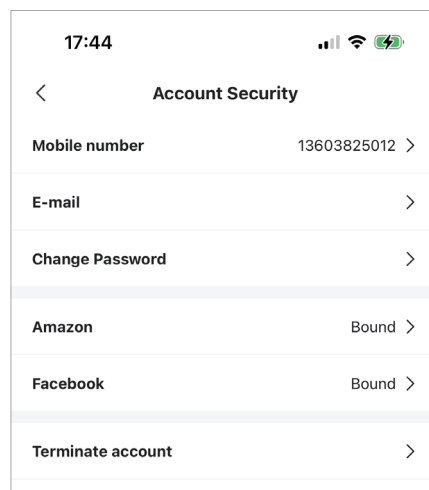 17:44
Account Security
Mobile number 13603825012
E-mail
Change Password
Amazon Bound
Facebook Bound
Terminate account